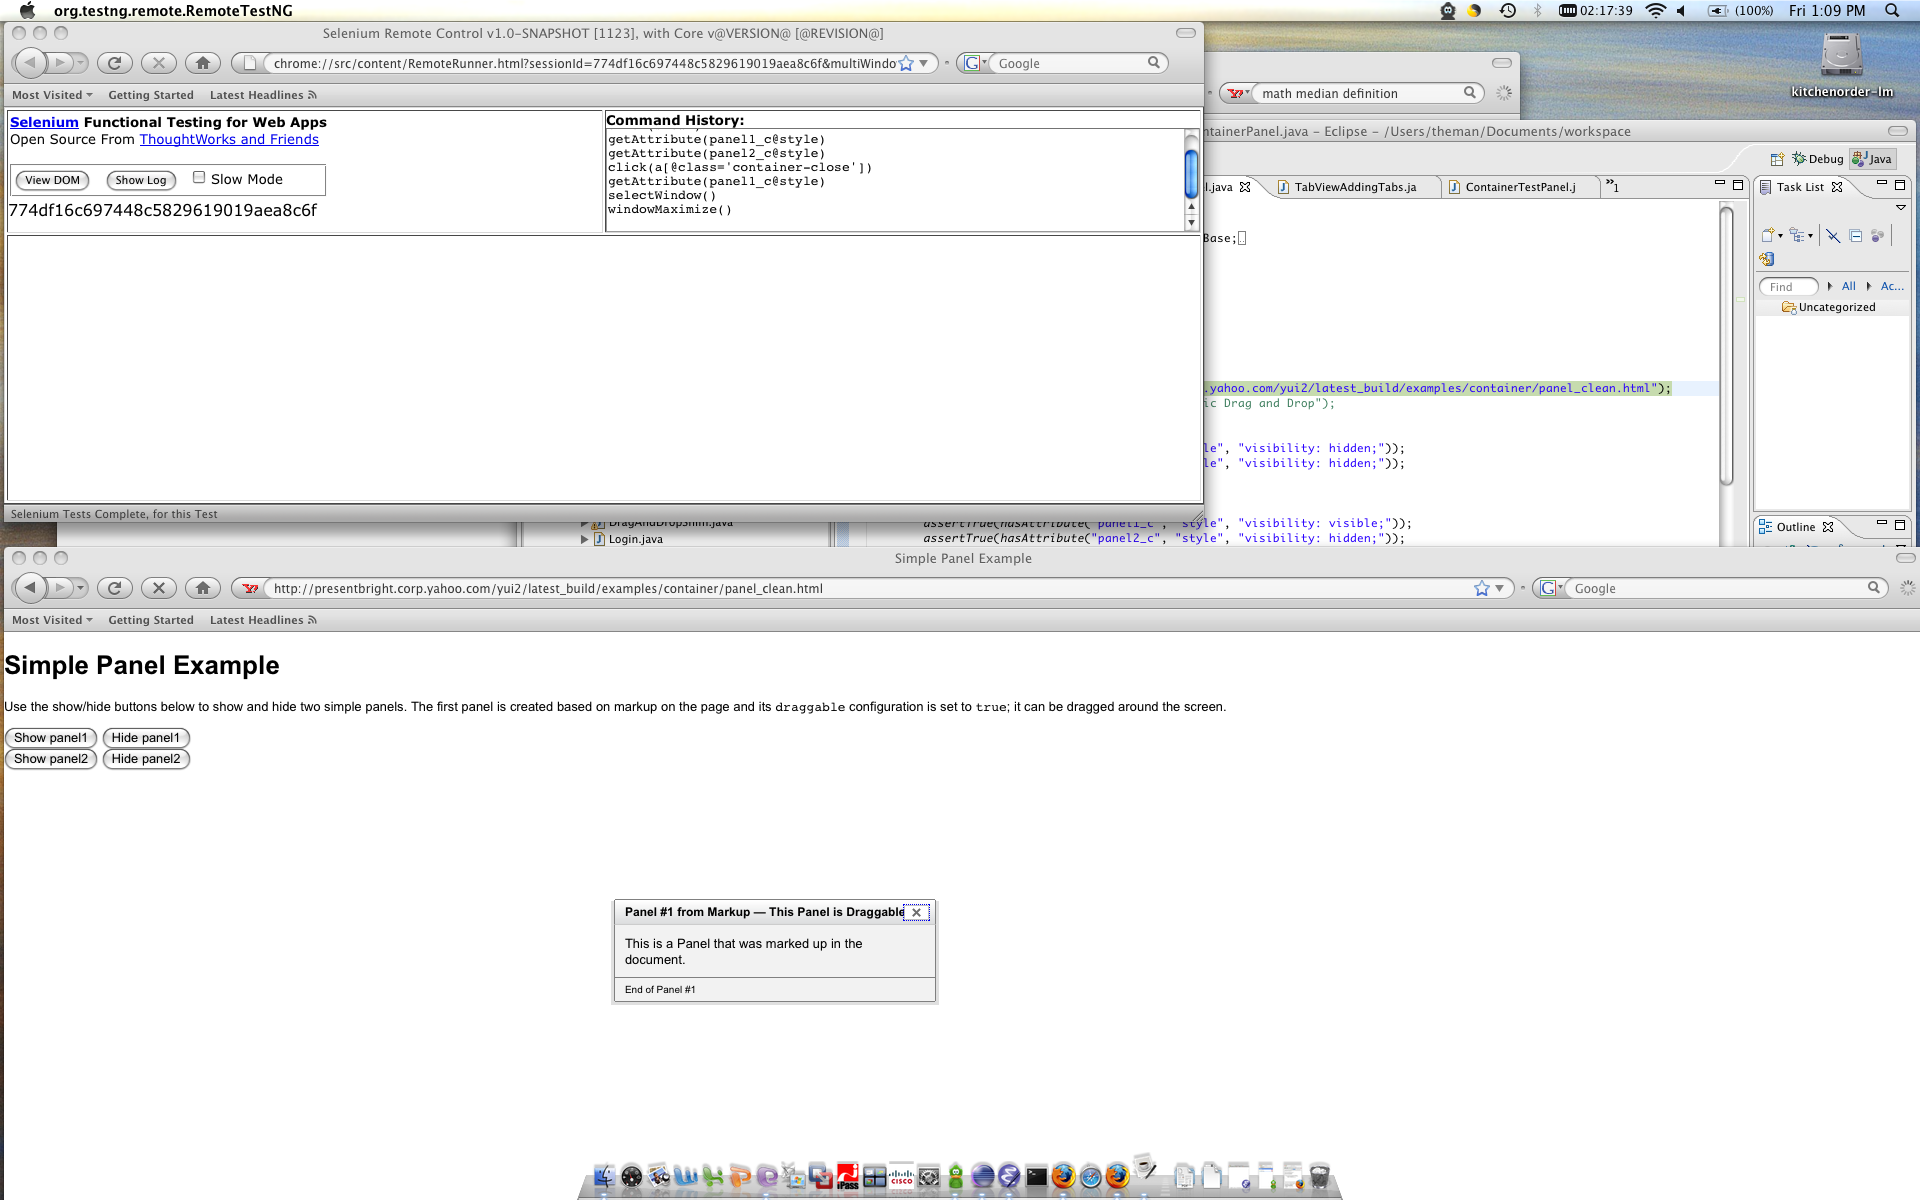 org.testng.remote.RemoteTestNG
02:17:39
(100%)
Fri 1:09 PM
Selenium Remote Control v1.0-SNAPSHOT [1123], with Core v@VERSION@ [@REVISION@]
chrome://src/content/RemoteRunner.html?sessionId=774df16c697448c5829619019aea8c6f&multiWindo
Google
Most Visited
Getting Started
Latest Headlines
Selenium Functional Testing for Web Apps
Open Source From ThoughtWorks and Friends
View DOM
Show Log
Slow Mode
774df16c697448c5829619019aea8c6f
Command History:
getAttribute(panel1_c@style)
getAttribute(panel2_c@style)
click(a[@class='container-close'])
getAttribute(panel1_c@style)
selectWindow()
windowMaximize()
Selenium Tests Complete, for this Test
math median definition
kitchenorder-lm
ntainerPanel.java – Eclipse – /Users/theman/Documents/workspace
Debug
Java
l.java
TabViewAddingTabs.ja
ContainerTestPanel.j
»1
Task List
Base;
Find
All
Ac...
Uncategorized
.yahoo.com/yui2/latest_build/examples/container/panel_clean.html");
ic Drag and Drop");
le", "visibility: hidden;"));
le", "visibility: hidden;"));
DragAndDropShim.java
assertTrue(hasAttribute("panel1_c", "style", "visibility: visible;"));
Login.java
assertTrue(hasAttribute("panel2_c", "style", "visibility: hidden;"));
Outline
Simple Panel Example
http://presentbright.corp.yahoo.com/yui2/latest_build/examples/container/panel_clean.html
Google
Most Visited
Getting Started
Latest Headlines
Simple Panel Example
Use the show/hide buttons below to show and hide two simple panels. The first panel is created based on markup on the page and its draggable configuration is set to true; it can be dragged around the screen.
Show panel1
Hide panel1
Show panel2
Hide panel2
Panel #1 from Markup — This Panel is Draggable
This is a Panel that was marked up in the
document.
End of Panel #1
iPass
CISCO